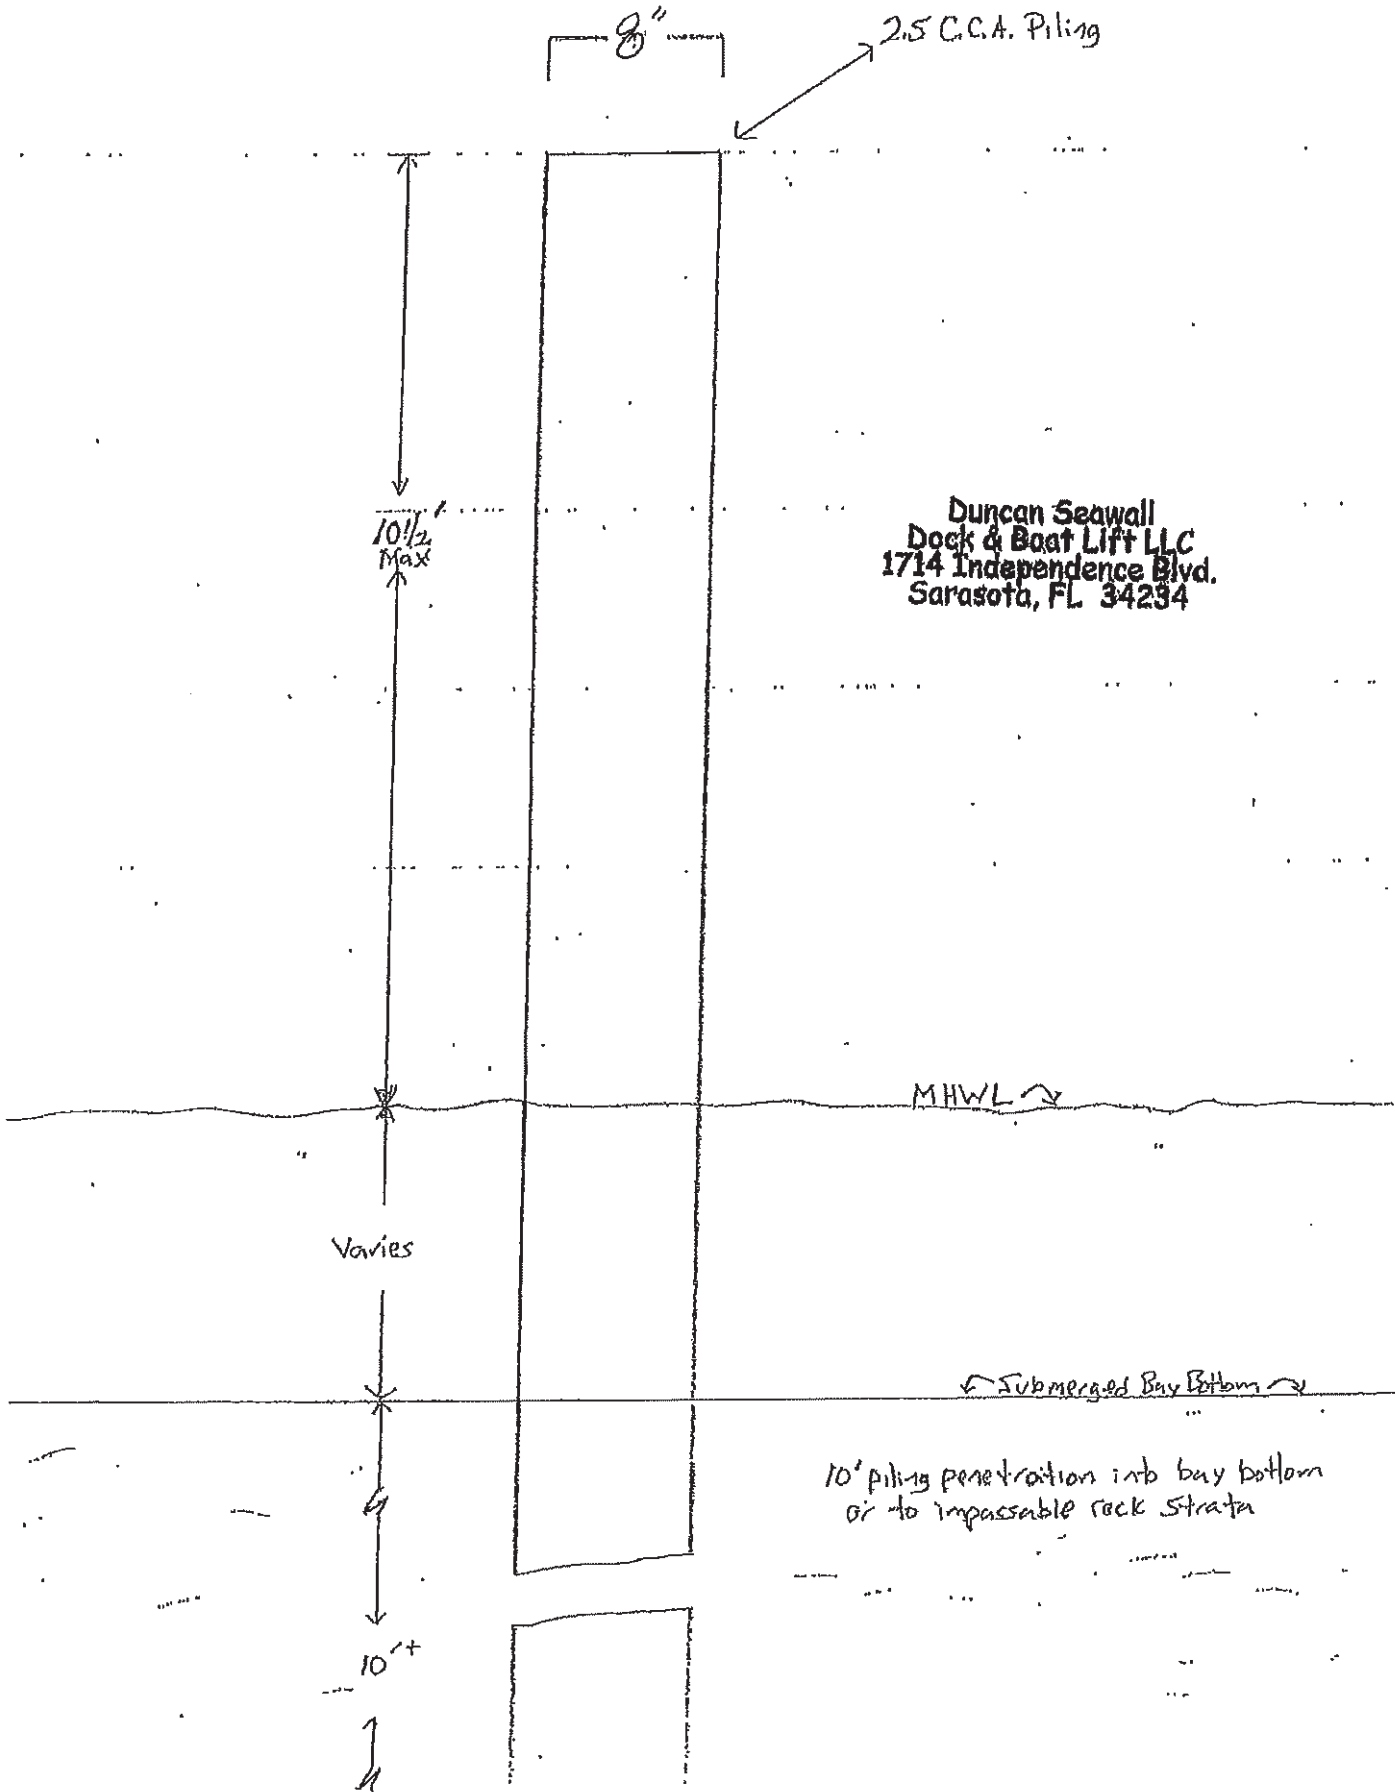 8"
2.5 C.C.A. Piling
10 1/2'
Max
Duncan Seawall
Dock & Boat Lift LLC
1714 Independence Blvd.
Sarasota, FL 34234
MHWL
Varies
Submerged Bay Bottom
10' piling penetration into bay bottom
or to impassable rock strata
10'+